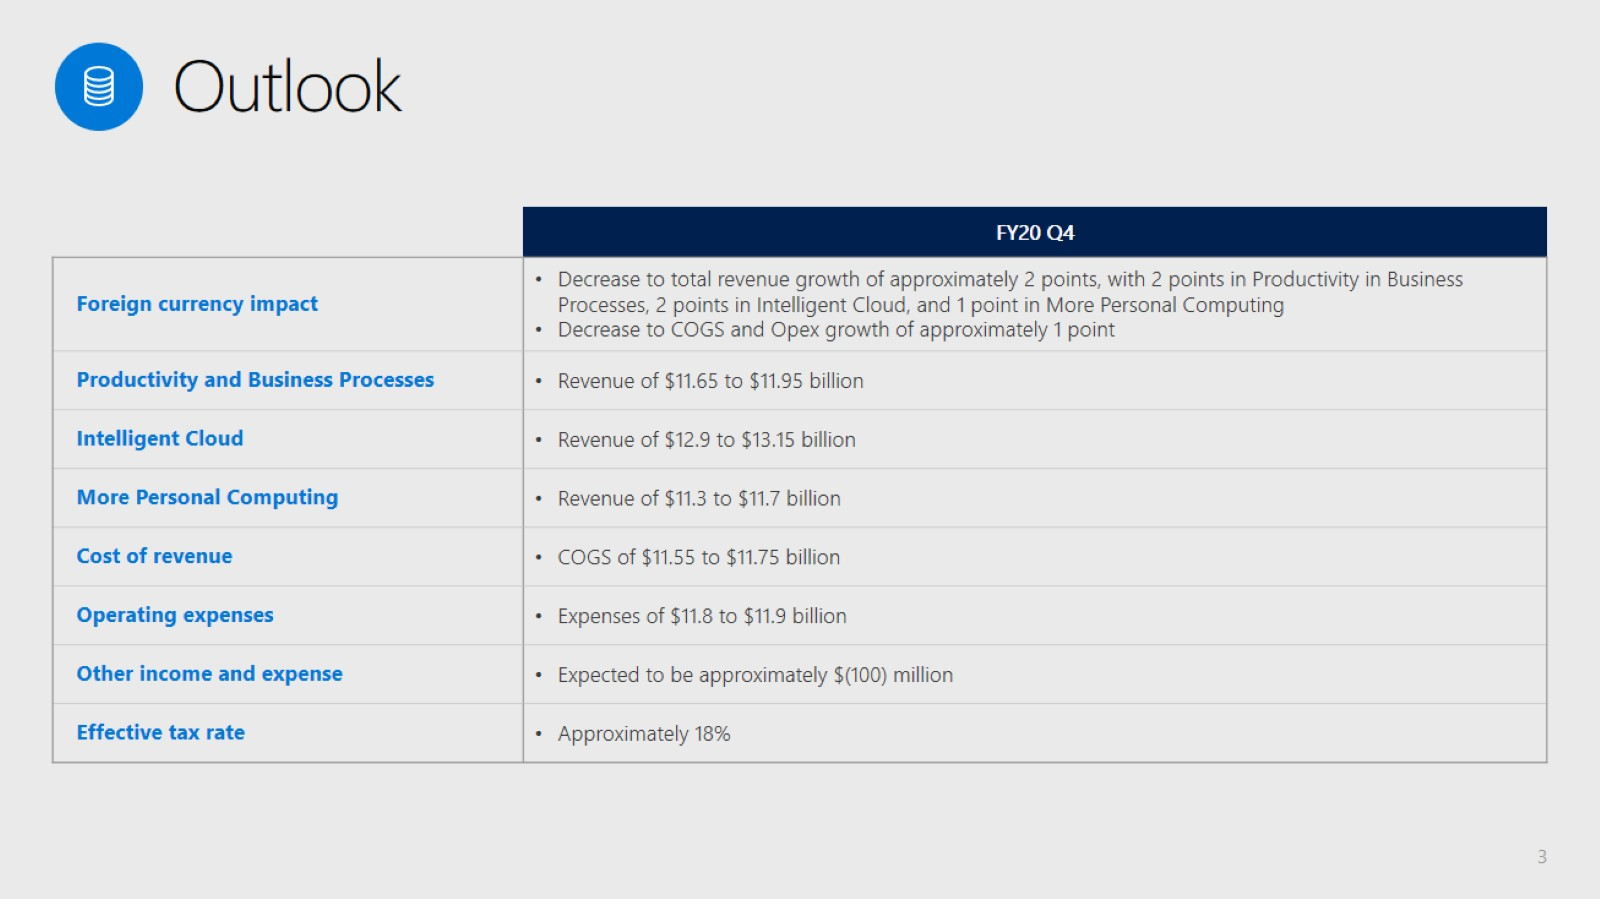 Outlook
FY20 Q4
Foreign currency impact
• Decrease to total revenue growth of approximately 2 points, with 2 points in Productivity in Business
Processes, 2 points in Intelligent Cloud, and 1 point in More Personal Computing
• Decrease to COGS and Opex growth of approximately 1 point
Productivity and Business Processes
• Revenue of $11.65 to $11.95 billion
Intelligent Cloud
• Revenue of $12.9 to $13.15 billion
More Personal Computing
• Revenue of $11.3 to $11.7 billion
Cost of revenue
• COGS of $11.55 to $11.75 billion
Operating expenses
• Expenses of $11.8 to $11.9 billion
Other income and expense
• Expected to be approximately $(100) million
Effective tax rate
• Approximately 18%
3